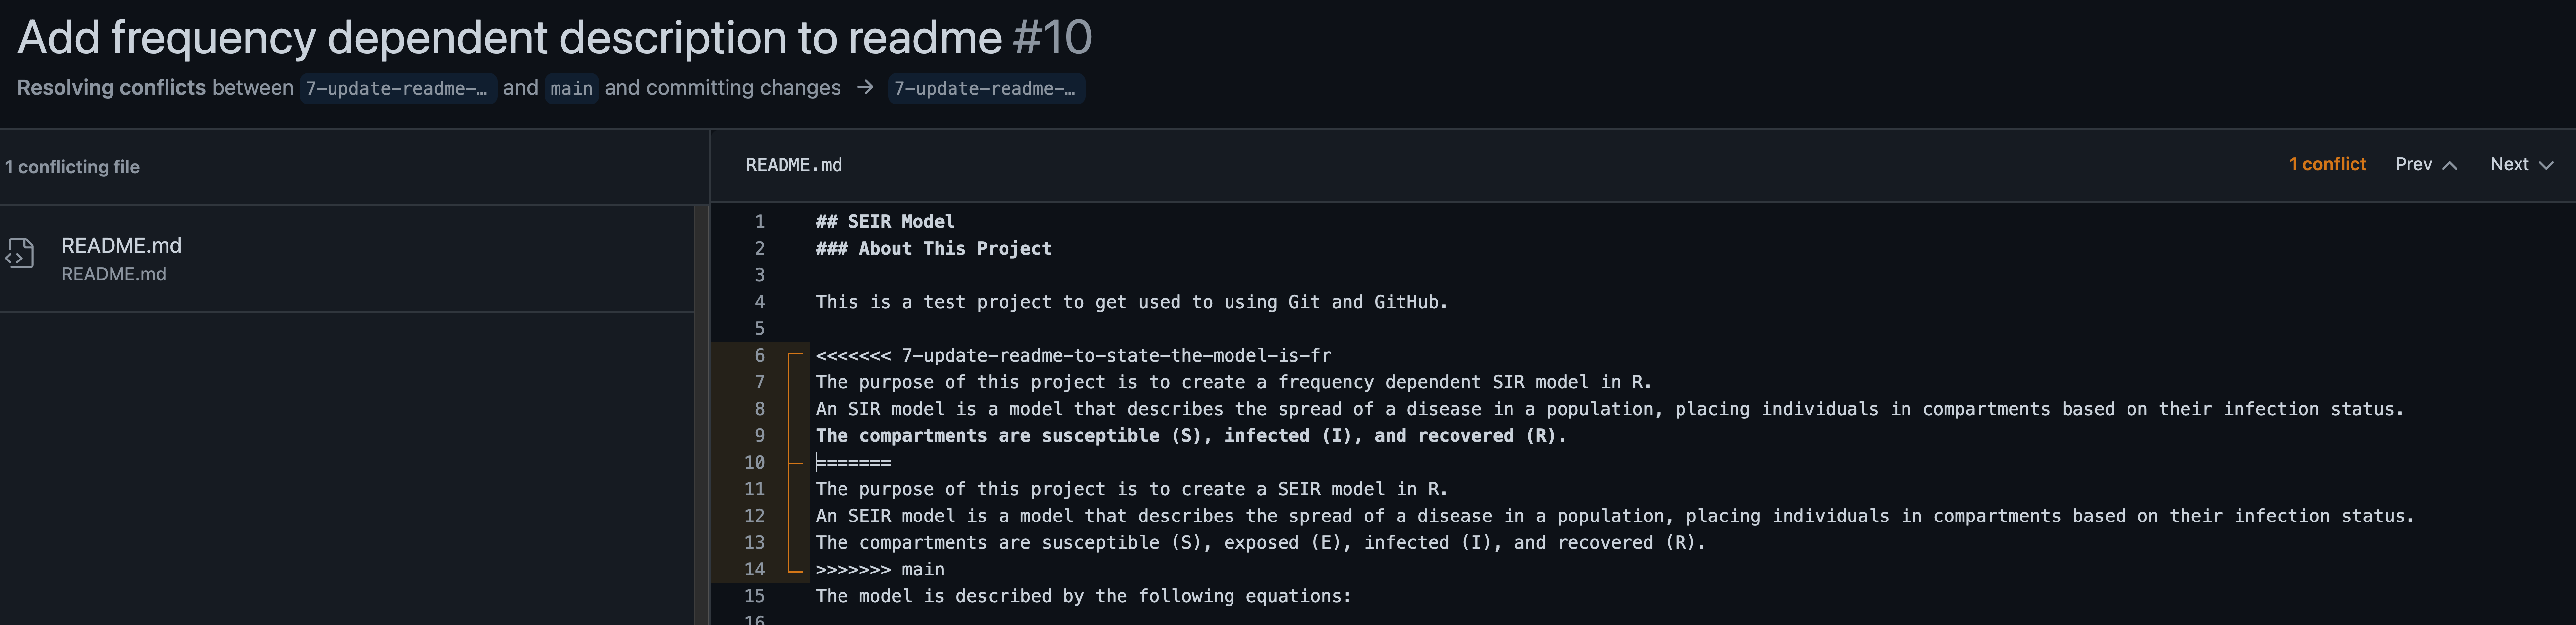 Add frequency dependent description to readme #10
Resolving conflicts between 7-update-readme-… and main and committing changes → 7-update-readme-…
1 conflicting file
README.md
README.md
README.md
1 conflict Prev Next
1 ## SEIR Model
2 ### About This Project
3
4 This is a test project to get used to using Git and GitHub.
5
6 <<<<<<< 7-update-readme-to-state-the-model-is-fr
7 The purpose of this project is to create a frequency dependent SIR model in R.
8 An SIR model is a model that describes the spread of a disease in a population, placing individuals in compartments based on their infection status.
9 The compartments are susceptible (S), infected (I), and recovered (R).
10 =======
11 The purpose of this project is to create a SEIR model in R.
12 An SEIR model is a model that describes the spread of a disease in a population, placing individuals in compartments based on their infection status.
13 The compartments are susceptible (S), exposed (E), infected (I), and recovered (R).
14 >>>>>>> main
15 The model is described by the following equations:
16